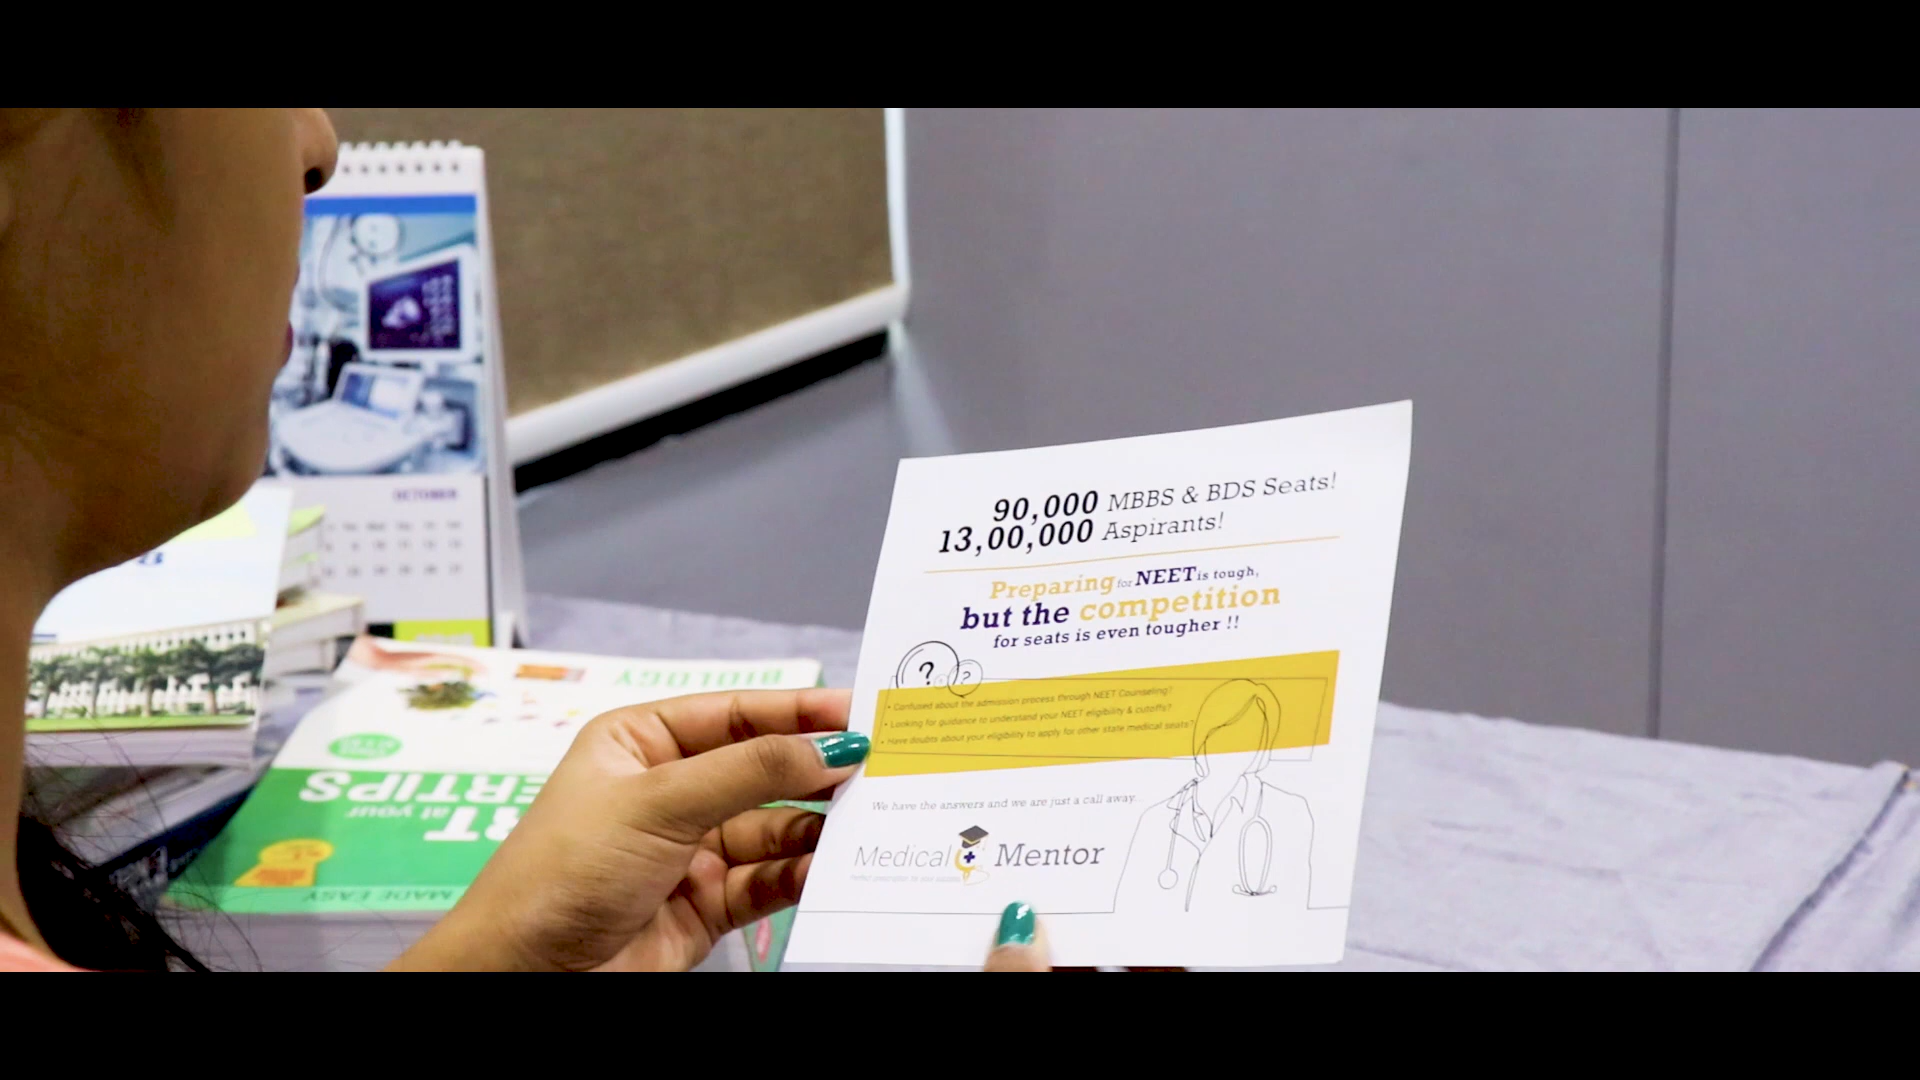 90,000 MBBS & BDS Seats!
13,00,000 Aspirants!
Preparing for NEET is tough,
but the competition
for seats is even tougher !!
? ?
• Confused about the admission process through NEET Counseling?
• Looking for guidance to understand your NEET eligibility & cutoffs?
• Have doubts about your eligibility to apply for other state medical seats?
We have the answers and we are just a call away...
Medical Mentor
OCTOBER
BIOLOGY
at your
ERTIPS
MADE EASY